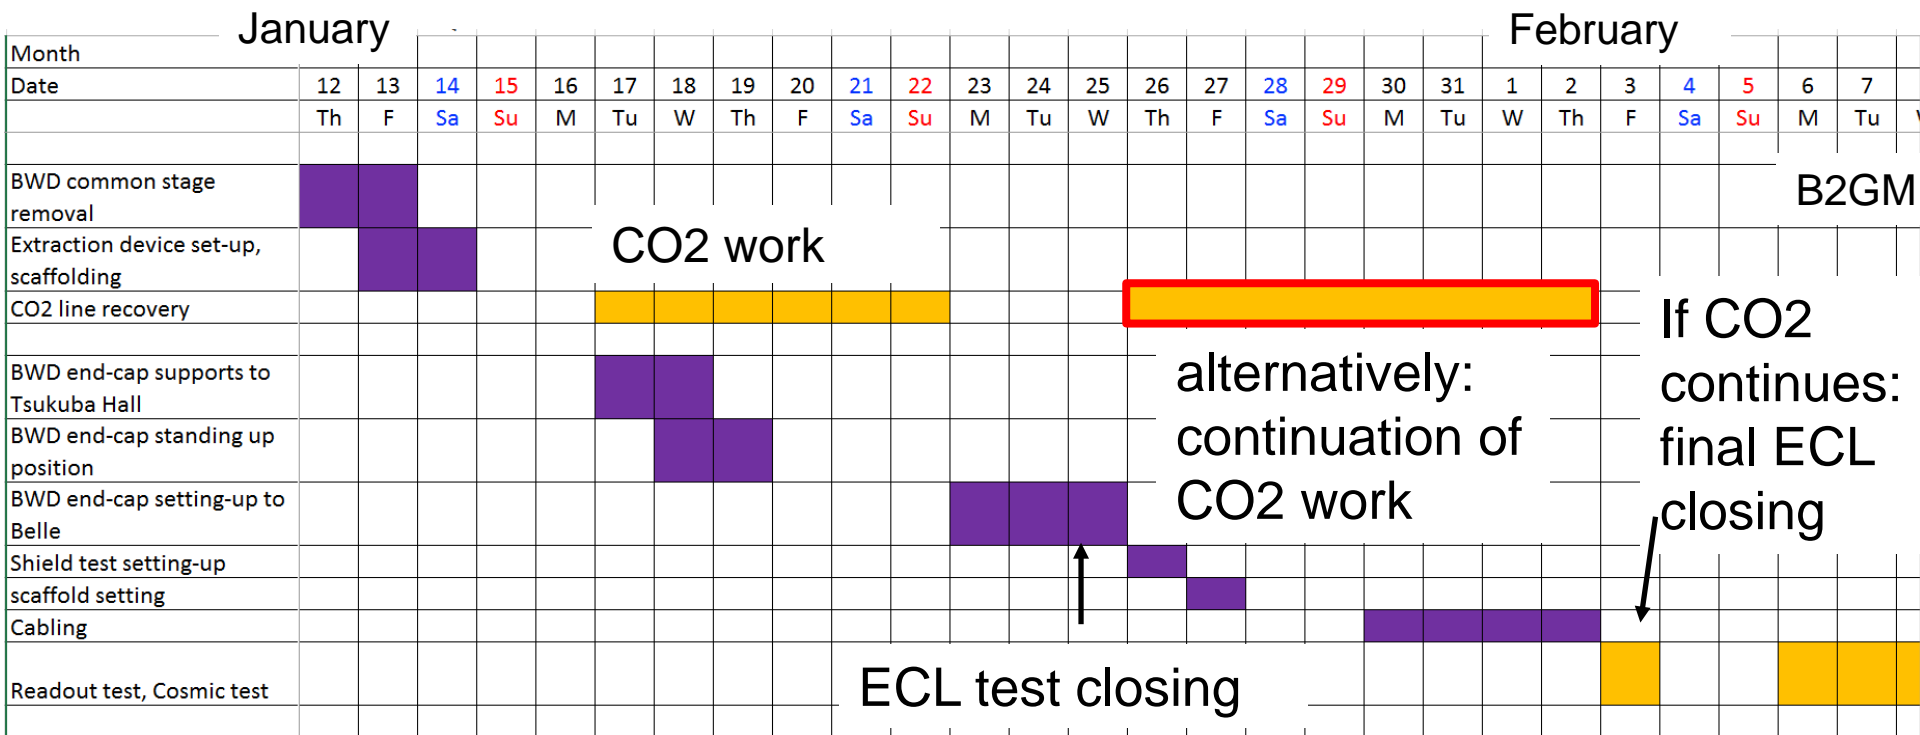 January
February
Month
Date 12 13 14 15 16 17 18 19 20 21 22 23 24 25 26 27 28 29 30 31 1 2 3 4 5 6 7
Th F Sa Su M Tu W Th F Sa Su M Tu W Th F Sa Su M Tu W Th F Sa Su M Tu
BWD common stage
removal
B2GM
Extraction device set-up,
scaffolding
CO2 work
CO2 line recovery
BWD end-cap supports to
Tsukuba Hall
BWD end-cap standing up
position
BWD end-cap setting-up to
Belle
alternatively:
continuation of
CO2 work
If CO2
continues:
final ECL
closing
Shield test setting-up
scaffold setting
Cabling
Readout test, Cosmic test
ECL test closing